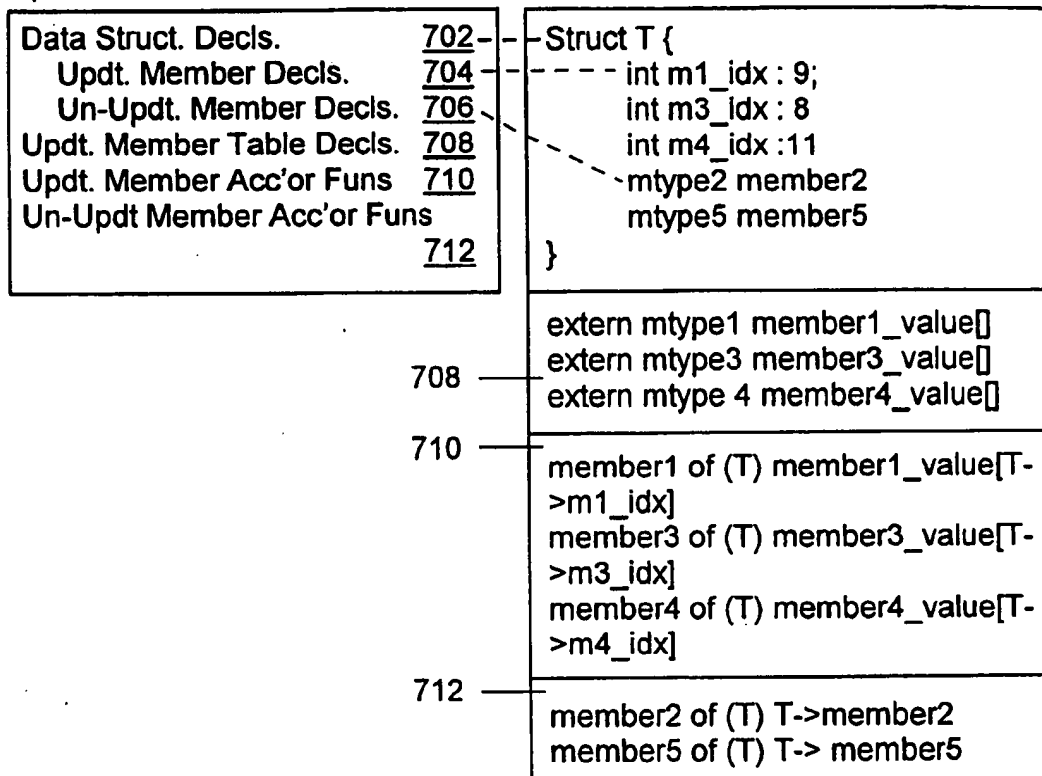 Data Struct. Decls. 702
Updt. Member Decls. 704
Un-Updt. Member Decls. 706
Updt. Member Table Decls. 708
Updt. Member Acc'or Funs 710
Un-Updt Member Acc'or Funs
712
Struct T {
int m1_idx : 9;
int m3_idx : 8
int m4_idx :11
mtype2 member2
mtype5 member5
}
708
extern mtype1 member1_value[]
extern mtype3 member3_value[]
extern mtype 4 member4_value[]
710
member1 of (T) member1_value[T-
>m1_idx]
member3 of (T) member3_value[T-
>m3_idx]
member4 of (T) member4_value[T-
>m4_idx]
712
member2 of (T) T->member2
member5 of (T) T-> member5